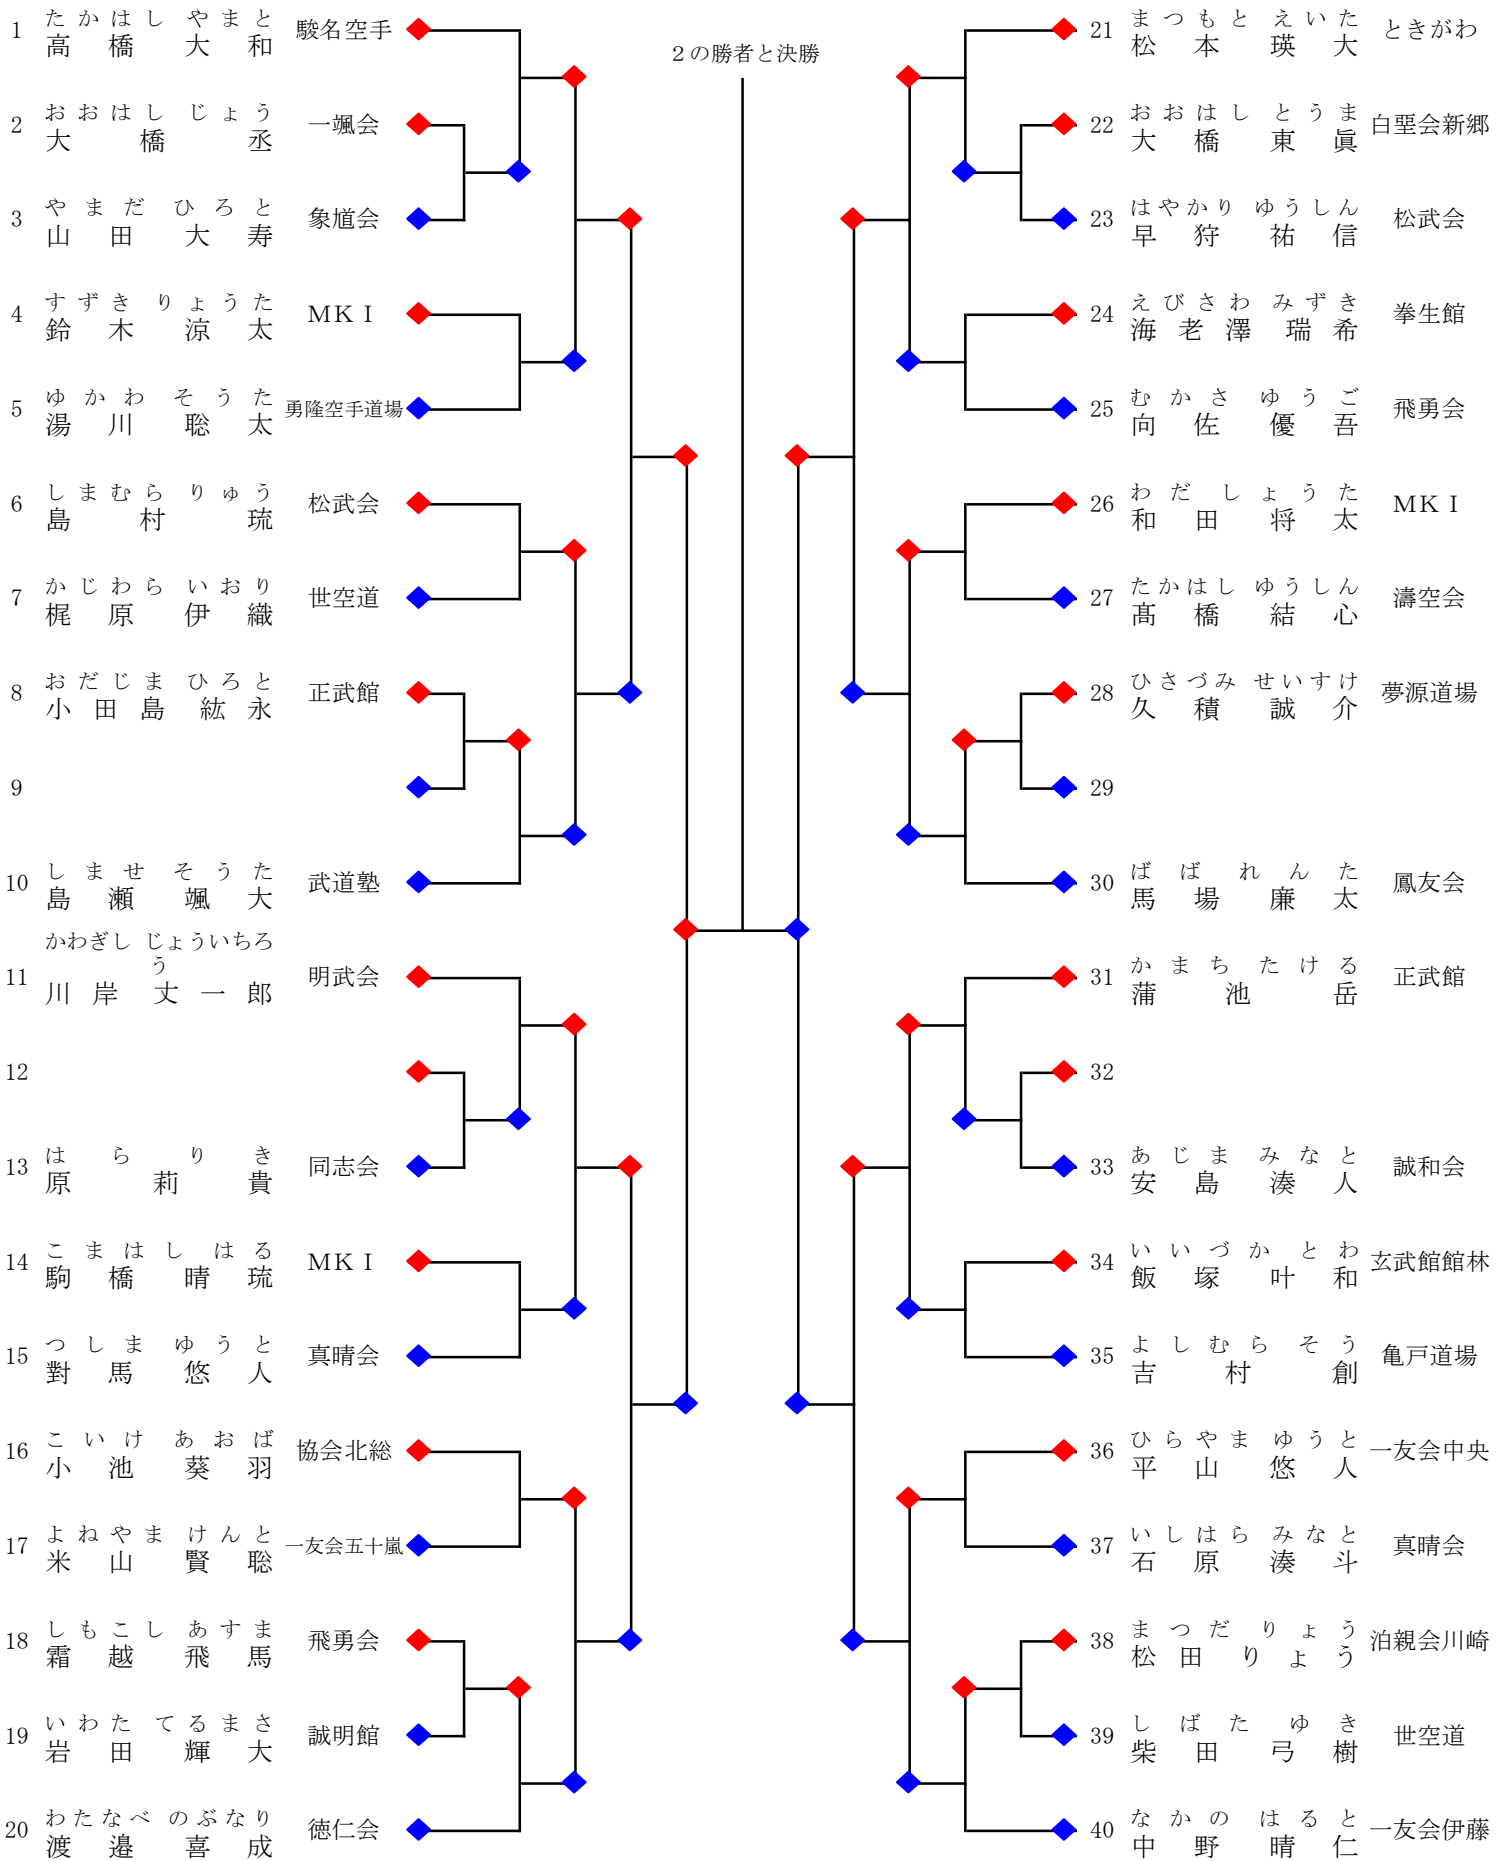 2の勝者と決勝
たかはし やまと
1 高橋大和 駿名空手
おおはし じょう
2 大橋丞 一颯会
やまだ ひろと
3 山田大寿 象馗会
すずき りょうた
4 鈴木涼太 MKI
ゆかわ そうた
5 湯川聡太 勇隆空手道場
しまむら りゅう
6 島村琉 松武会
かじわら いおり
7 梶原伊織 世空道
おだじま ひろと
8 小田島紘永 正武館
9
しませ そうた
10 島瀬颯大 武道塾
かわぎし じょういちろ
う
11 川岸丈一郎 明武会
12
はら りき
13 原莉貴 同志会
こまはし はる
14 駒橋晴琉 MKI
つしま ゆうと
15 對馬悠人 真晴会
こいけ あおば
16 小池葵羽 協会北総
よねやま けんと
17 米山賢聡 一友会五十嵐
しもこし あすま
18 霜越飛馬 飛勇会
いわた てるまさ
19 岩田輝大 誠明館
わたなべ のぶなり
20 渡邉喜成 徳仁会
まつもと えいた
21 松本瑛大 ときがわ
おおはし とうま
22 大橋東眞 白堊会新郷
はやかり ゆうしん
23 早狩祐信 松武会
えびさわ みずき
24 海老澤瑞希 拳生館
むかさ ゆうご
25 向佐優吾 飛勇会
わだ しょうた
26 和田将太 MKI
たかはし ゆうしん
27 髙橋結心 濤空会
ひさづみ せいすけ
28 久積誠介 夢源道場
29
ばば れんた
30 馬場廉太 鳳友会
かまち たける
31 蒲池岳 正武館
32
あじま みなと
33 安島湊人 誠和会
いいづか とわ
34 飯塚叶和 玄武館館林
よしむら そう
35 吉村創 亀戸道場
ひらやま ゆうと
36 平山悠人 一友会中央
いしはら みなと
37 石原湊斗 真晴会
まつだ りょう
38 松田りょう 泊親会川崎
しばた ゆき
39 柴田弓樹 世空道
なかの はると
40 中野晴仁 一友会伊藤